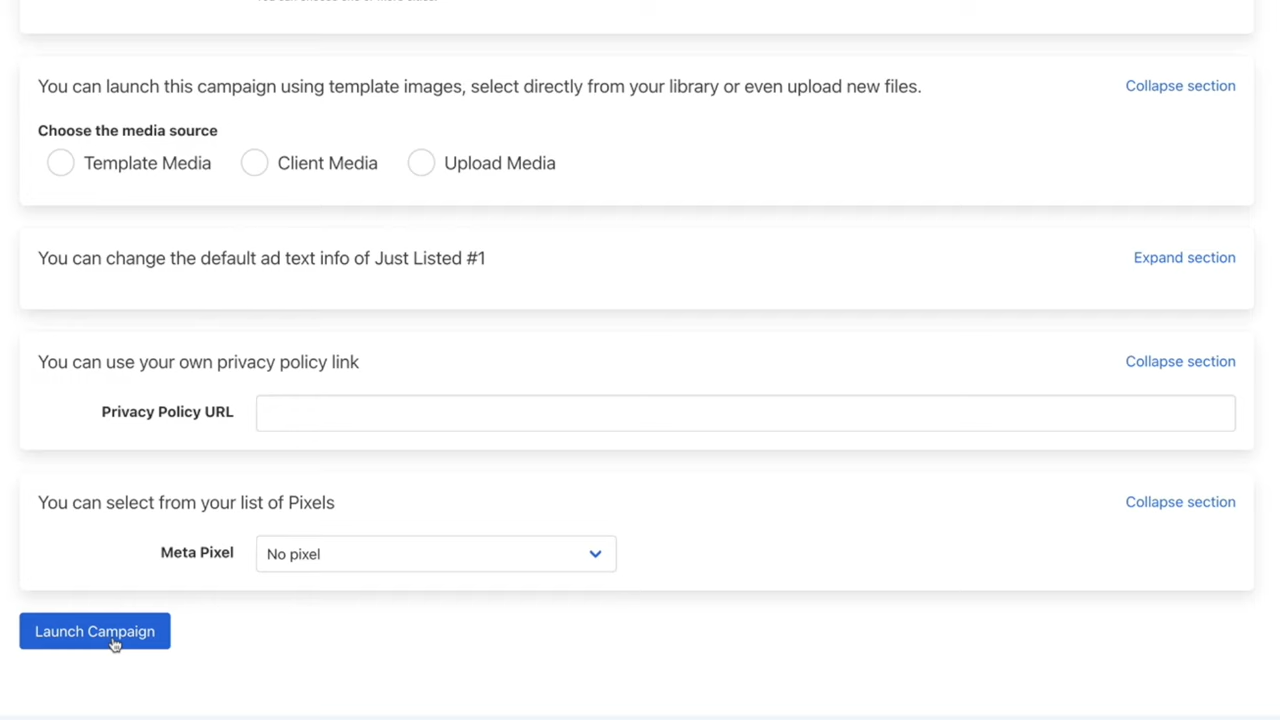 You can launch this campaign using template images, select directly from your library or even upload new files.
Collapse section
Choose the media source
Template Media
Client Media
Upload Media
You can change the default ad text info of Just Listed #1
Expand section
You can use your own privacy policy link
Collapse section
Privacy Policy URL
You can select from your list of Pixels
Collapse section
Meta Pixel
No pixel
Launch Campaign